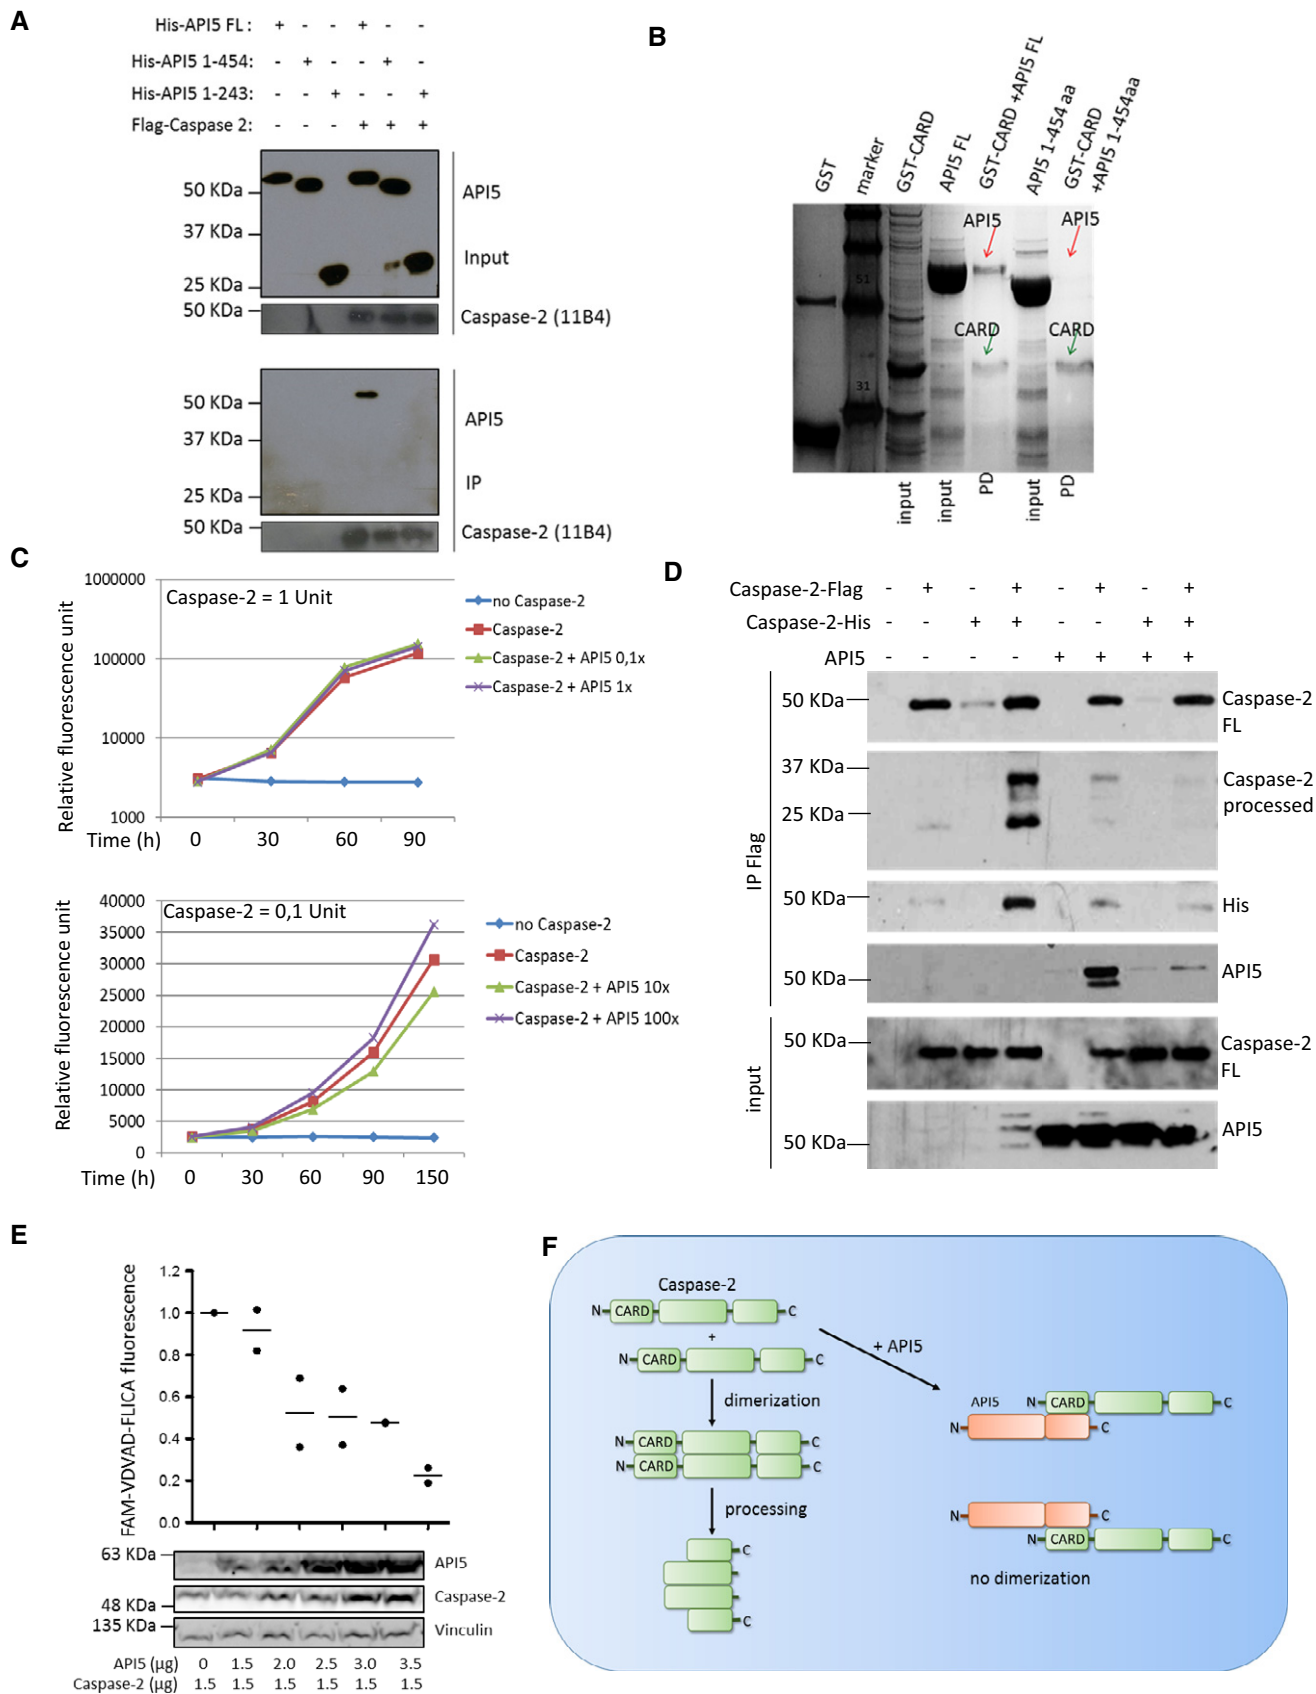 A
His-API5 FL : + - - + - -
His-API5 1-454: - + - - + -
His-API5 1-243: - - + - - +
Flag-Caspase 2: - - - + + +
50 KDa
37 KDa
25 KDa
API5
Input
50 KDa
Caspase-2 (11B4)
50 KDa
37 KDa
25 KDa
API5
IP
50 KDa
Caspase-2 (11B4)
B
GST
marker
GST-CARD
API5 FL
GST-CARD +API5 FL
API5 1-454 aa
GST-CARD
+API5 1-454aa
API5
API5
51
CARD
CARD
31
input
input
PD
input
PD
C
Relative fluorescence unit
1000000
100000
10000
1000
Caspase-2 = 1 Unit
no Caspase-2
Caspase-2
Caspase-2 + API5 0,1x
Caspase-2 + API5 1x
Time (h) 0 30 60 90
Relative fluorescence unit
40000
35000
30000
25000
20000
15000
10000
5000
0
Caspase-2 = 0,1 Unit
no Caspase-2
Caspase-2
Caspase-2 + API5 10x
Caspase-2 + API5 100x
Time (h) 0 30 60 90 150
D
Caspase-2-Flag - + - + - + - +
Caspase-2-His - - + + - - + +
API5 - - - - + + + +
IP Flag
50 KDa
Caspase-2
FL
37 KDa
25 KDa
Caspase-2
processed
50 KDa
His
50 KDa
API5
input
50 KDa
Caspase-2
FL
50 KDa
API5
E
FAM-VDVAD-FLICA fluorescence
1.2
1.0
0.8
0.6
0.4
0.2
0.0
63 KDa
API5
48 KDa
Caspase-2
135 KDa
Vinculin
API5 (µg) 0 1.5 2.0 2.5 3.0 3.5
Caspase-2 (µg) 1.5 1.5 1.5 1.5 1.5 1.5
F
Caspase-2
N CARD C
+
N CARD C
+ API5
dimerization
N CARD C
N CARD C
processing
C
C
API5
N CARD C
N C
N C
N CARD C
no dimerization